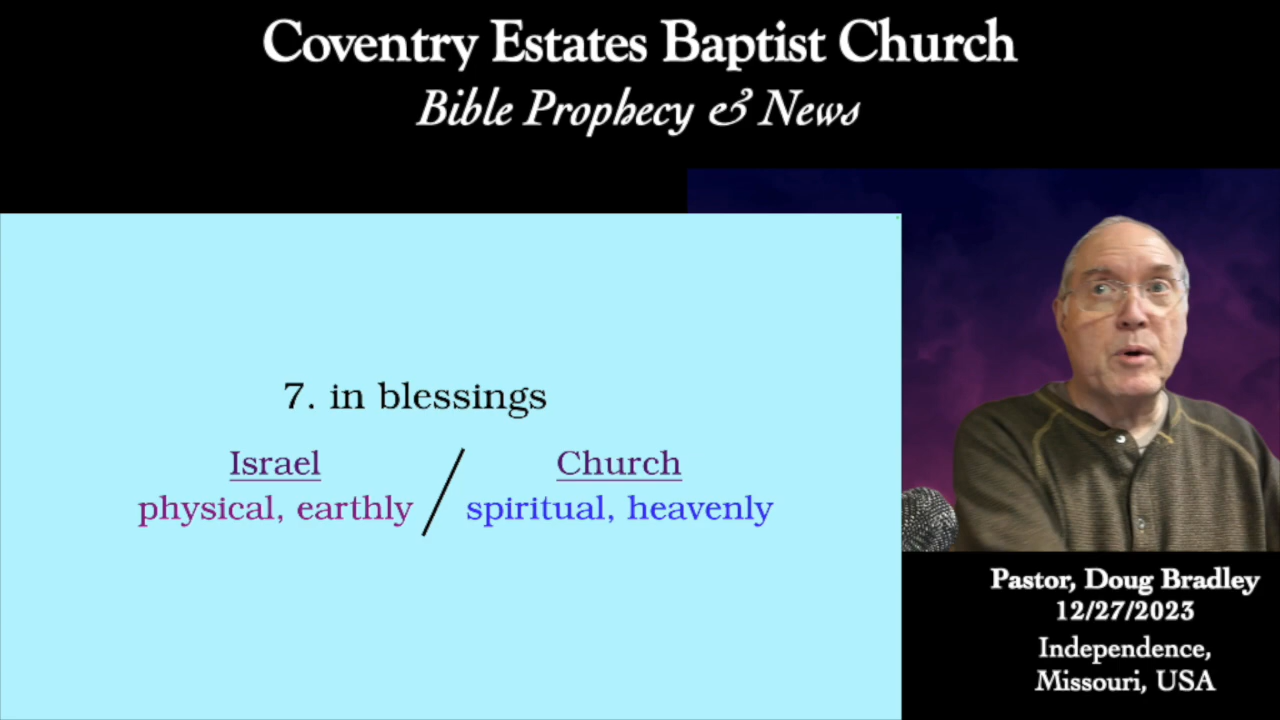 Coventry Estates Baptist Church
Bible Prophecy & News
7. in blessings
Israel / Church
physical, earthly spiritual, heavenly
Pastor, Doug Bradley
12/27/2023
Independence,
Missouri, USA